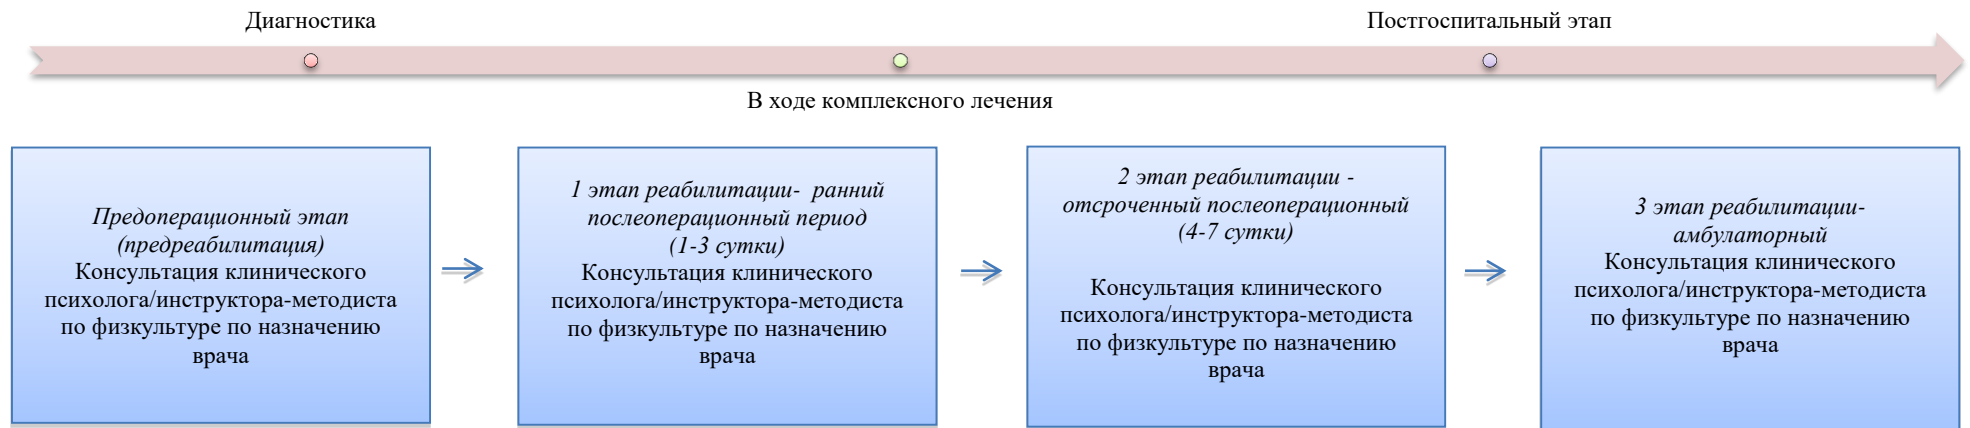 Диагностика
Постгоспитальный этап
В ходе комплексного лечения
Предоперационный этап
(предреабилитация)
Консультация клинического
психолога/инструктора-методиста
по физкультуре по назначению
врача
1 этап реабилитации- ранний
послеоперационный период
(1-3 сутки)
Консультация клинического
психолога/инструктора-методиста
по физкультуре по назначению
врача
2 этап реабилитации -
отсроченный послеоперационный
(4-7 сутки)
Консультация клинического
психолога/инструктора-методиста
по физкультуре по назначению
врача
3 этап реабилитации-
амбулаторный
Консультация клинического
психолога/инструктора-методиста
по физкультуре по назначению
врача